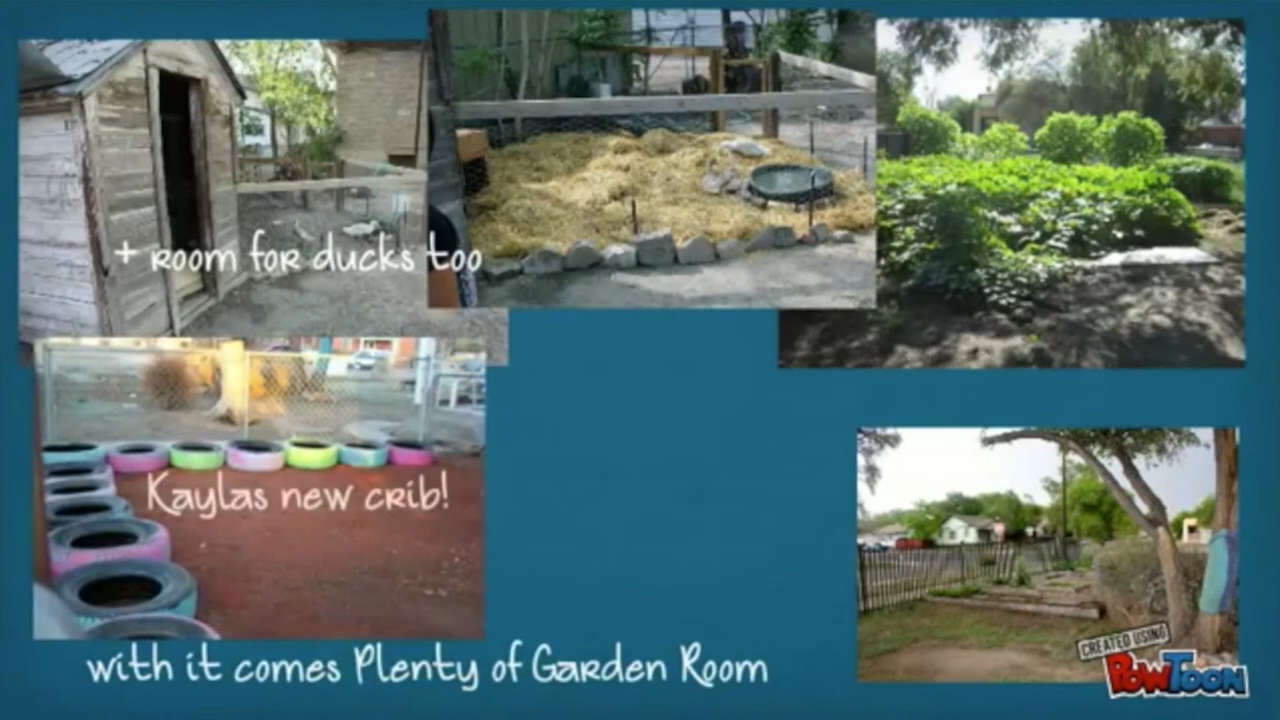 + room for ducks too
Kaylas new crib!
with it comes Plenty of Garden Room
CREATED USING
POWTOON